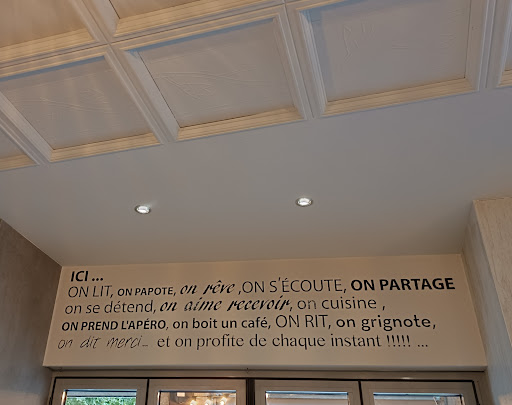 ICI ...
ON LIT, ON PAPOTE, on rêve ,ON S'ÉCOUTE, ON PARTAGE
on se détend, on aime recevoir, on cuisine ,
ON PREND L'APÉRO, on boit un café, ON RIT, on grignote,
on dit merci... et on profite de chaque instant !!!!! ...